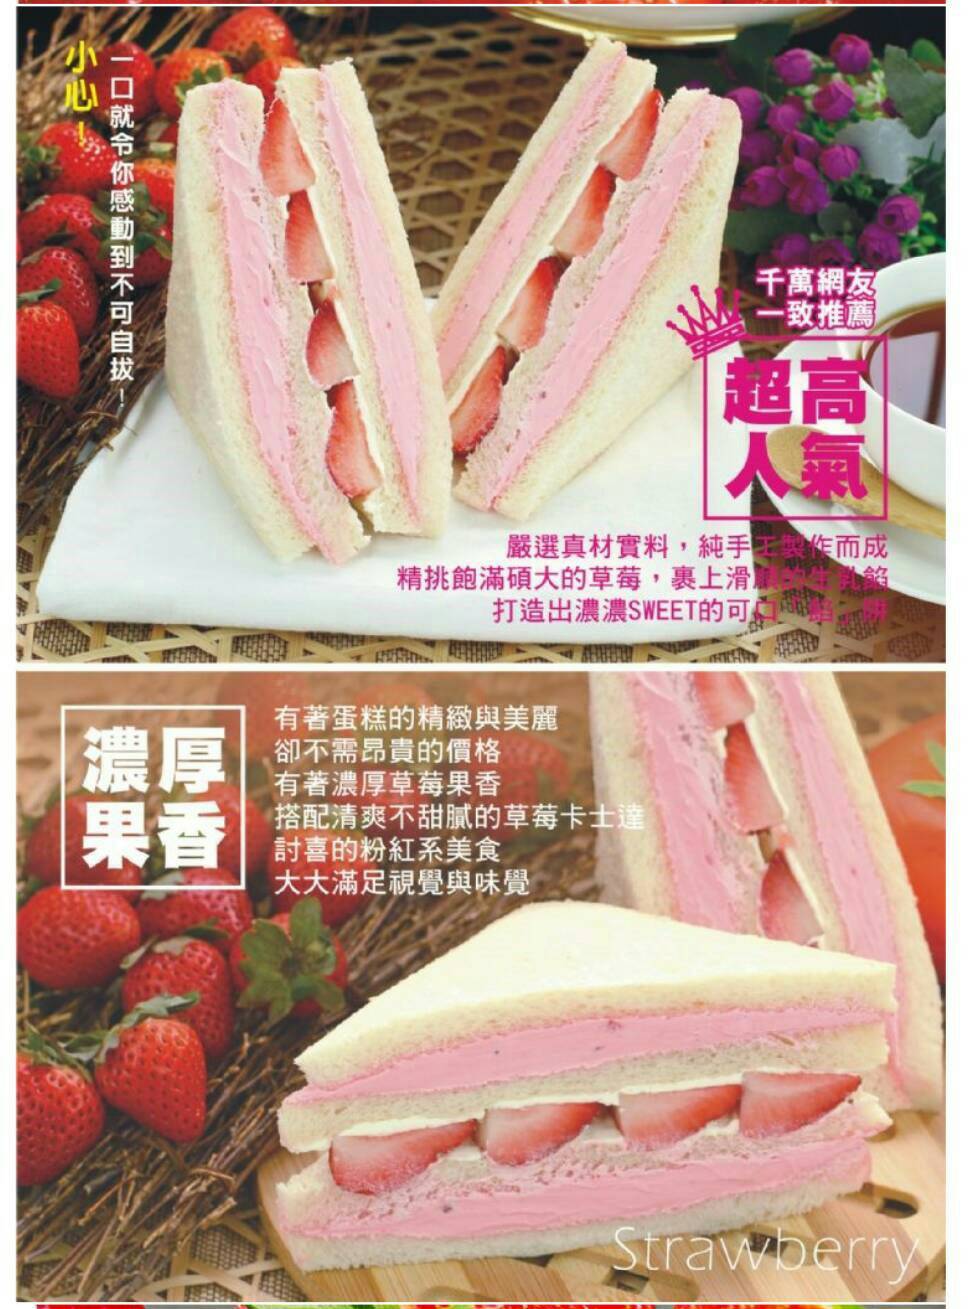 小心！
一口就令你感動到不可自拔！
千萬網友
一致推薦
超高
人氣
嚴選真材實料，純手工製作而成
精挑飽滿碩大的草莓，裹上滑順的生乳餡
打造出濃濃SWEET的可口「餡」餅
濃厚
果香
有著蛋糕的精緻與美麗
卻不需昂貴的價格
有著濃厚草莓果香
搭配清爽不甜膩的草莓卡士達
討喜的粉紅系美食
大大滿足視覺與味覺
Strawberry